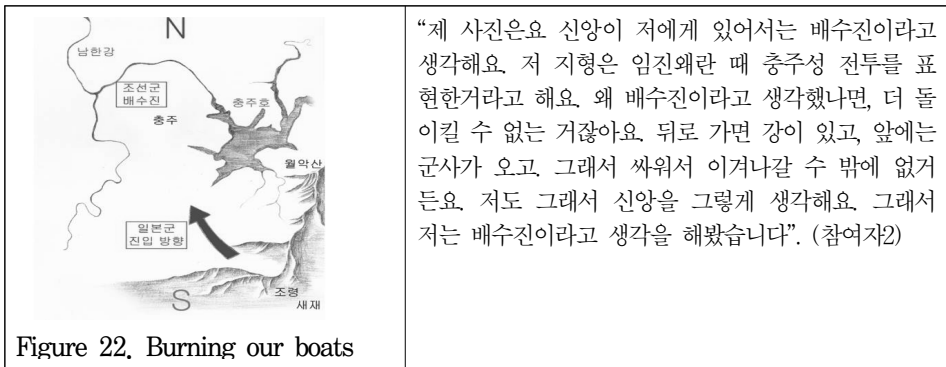 N
남한강
조선군
배수진
충주호
충주
월악산
일본군
진입 방향
S
조령
새재
Figure 22. Burning our boats
“제 사진은요 신앙이 저에게 있어서는 배수진이라고
생각해요. 저 지형은 임진왜란 때 충주성 전투를 표
현한거라고 해요. 왜 배수진이라고 생각했냐면, 더 돌
이킬 수 없는 거잖아요. 뒤로 가면 강이 있고, 앞에는
군사가 오고. 그래서 싸워서 이겨나갈 수 밖에 없거
든요. 저도 그래서 신앙을 그렇게 생각해요. 그래서
저는 배수진이라고 생각을 해봤습니다”. (참여자2)